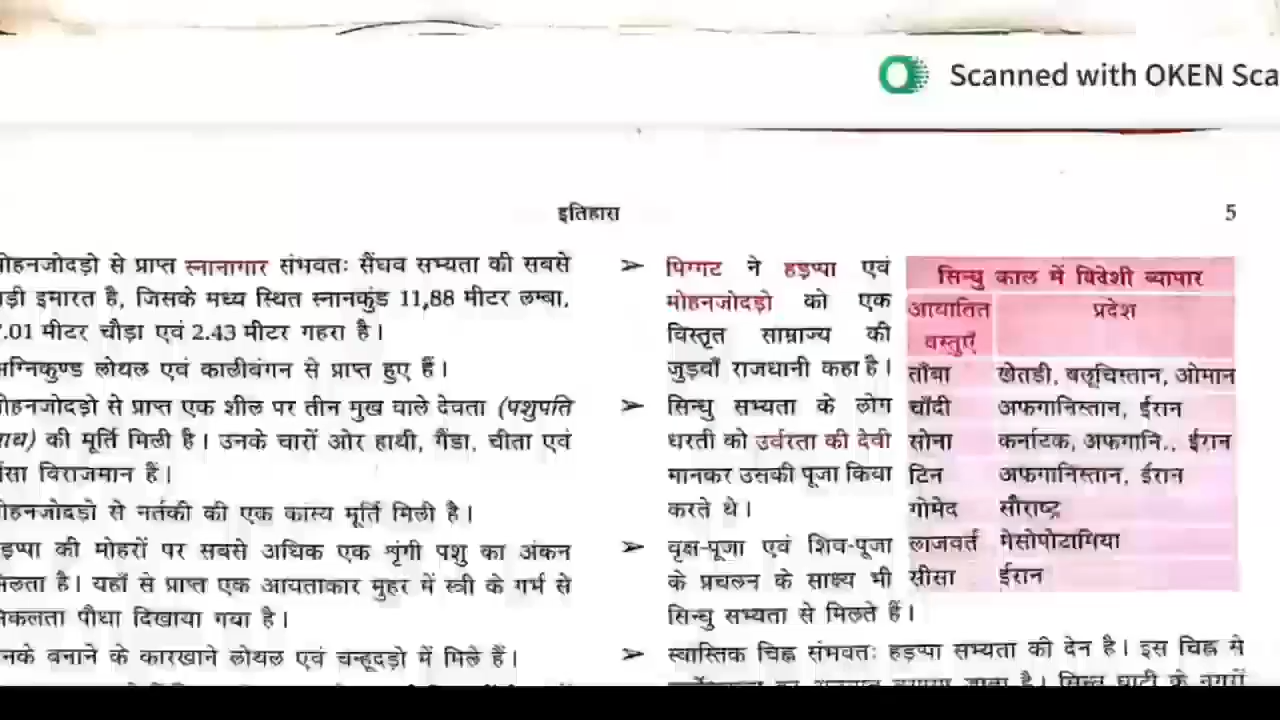 Scanned with OKEN Sca
इतिहास
5
मोहनजोदड़ो से प्राप्त स्नानागार संभवतः सैंघव सभ्यता की सबसे
ड़ी इमारत है, जिसके मध्य स्थित स्नानकुंड 11,88 मीटर लम्बा,
.01 मीटर चौड़ा एवं 2.43 मीटर गहरा है।
ग्निकुण्ड लोथल एवं कालीबंगन से प्राप्त हुए हैं।
मोहनजोदड़ो से प्राप्त एक शील पर तीन मुख वाले देवता (पशुपति
नाथ) की मूर्ति मिली है। उनके चारों ओर हाथी, गैंडा, चीता एवं
सा विराजमान हैं।
मोहनजोदड़ो से नर्तकी की एक कांस्य मूर्ति मिली है।
ड़प्पा की मोहरों पर सबसे अधिक एक शृंगी पशु का अंकन
मिलता है। यहाँ से प्राप्त एक आयताकार मुहर में स्त्री के गर्भ से
निकलता पौधा दिखाया गया है।
नके बनाने के कारखाने लोथल एवं चन्हूदड़ो में मिले हैं।
➢ पिग्गट ने हड़प्पा एवं
मोहनजोदड़ो को एक
विस्तृत साम्राज्य की
जुड़वाँ राजधानी कहा है।
➢ सिन्धु सभ्यता के लोग
धरती को उर्वरता की देवी
मानकर उसकी पूजा किया
करते थे।
➢ वृक्ष-पूजा एवं शिव-पूजा
के प्रचलन के साक्ष्य भी
सिन्धु सभ्यता से मिलते हैं।
सिन्धु काल में विदेशी व्यापार
आयातित प्रदेश
वस्तुएँ
ताँबा खेतड़ी, बलूचिस्तान, ओमान
चाँदी अफगानिस्तान, ईरान
सोना कर्नाटक, अफगानि., ईरान
टिन अफगानिस्तान, ईरान
गोमेद सौराष्ट्र
लाजवर्त मेसोपोटामिया
सीसा ईरान
➢ स्वास्तिक चिह्न संभवतः हड़प्पा सभ्यता की देन है। इस चिह्न से